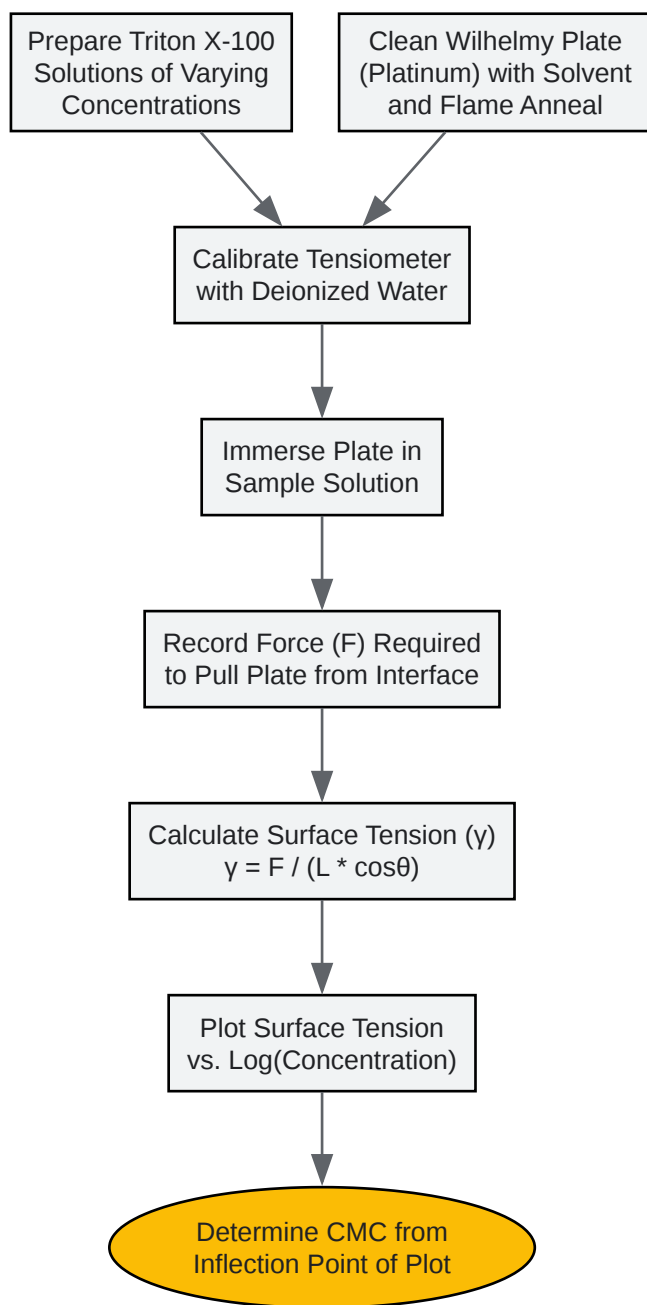 Prepare Triton X-100
Solutions of Varying
Concentrations
Clean Wilhelmy Plate
(Platinum) with Solvent
and Flame Anneal
Calibrate Tensiometer
with Deionized Water
Immerse Plate in
Sample Solution
Record Force (F) Required
to Pull Plate from Interface
Calculate Surface Tension (γ)
γ = F / (L * cosθ)
Plot Surface Tension
vs. Log(Concentration)
Determine CMC from
Inflection Point of Plot